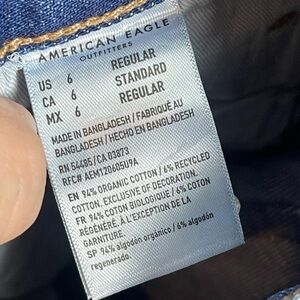 AMERICAN EAGLE
OUTFITTERS
US 6 REGULAR
CA 6 STANDARD
MX 6 REGULAR
MADE IN BANGLADESH / FABRIQUÉ AU
BANGLADESH / HECHO EN BANGLADESH
RN 54485 / CA 03873
RFC# AEM120605U9A
EN 94% ORGANIC COTTON / 6% RECYCLED
COTTON. EXCLUSIVE OF DECORATION.
FR 94% COTON BIOLOGIQUE / 6% COTON
RÉGÉNÉRÉ À L'EXCEPTION DE LA
GARNITURE.
SP 94% algodón orgánico / 6% algodón
regenerado.